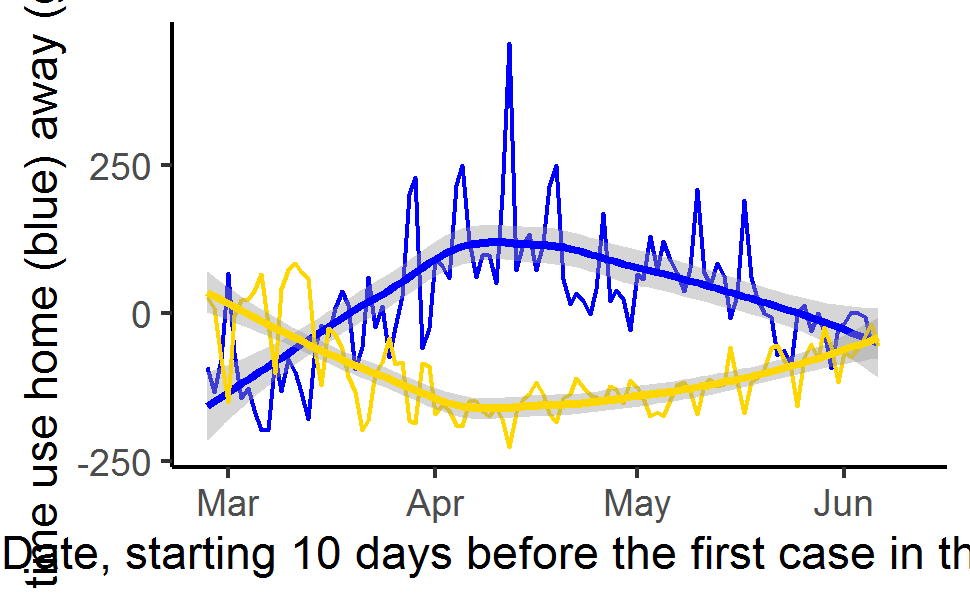 time use home (blue) away (
250
0
-250
Mar Apr May Jun
Date, starting 10 days before the first case in th